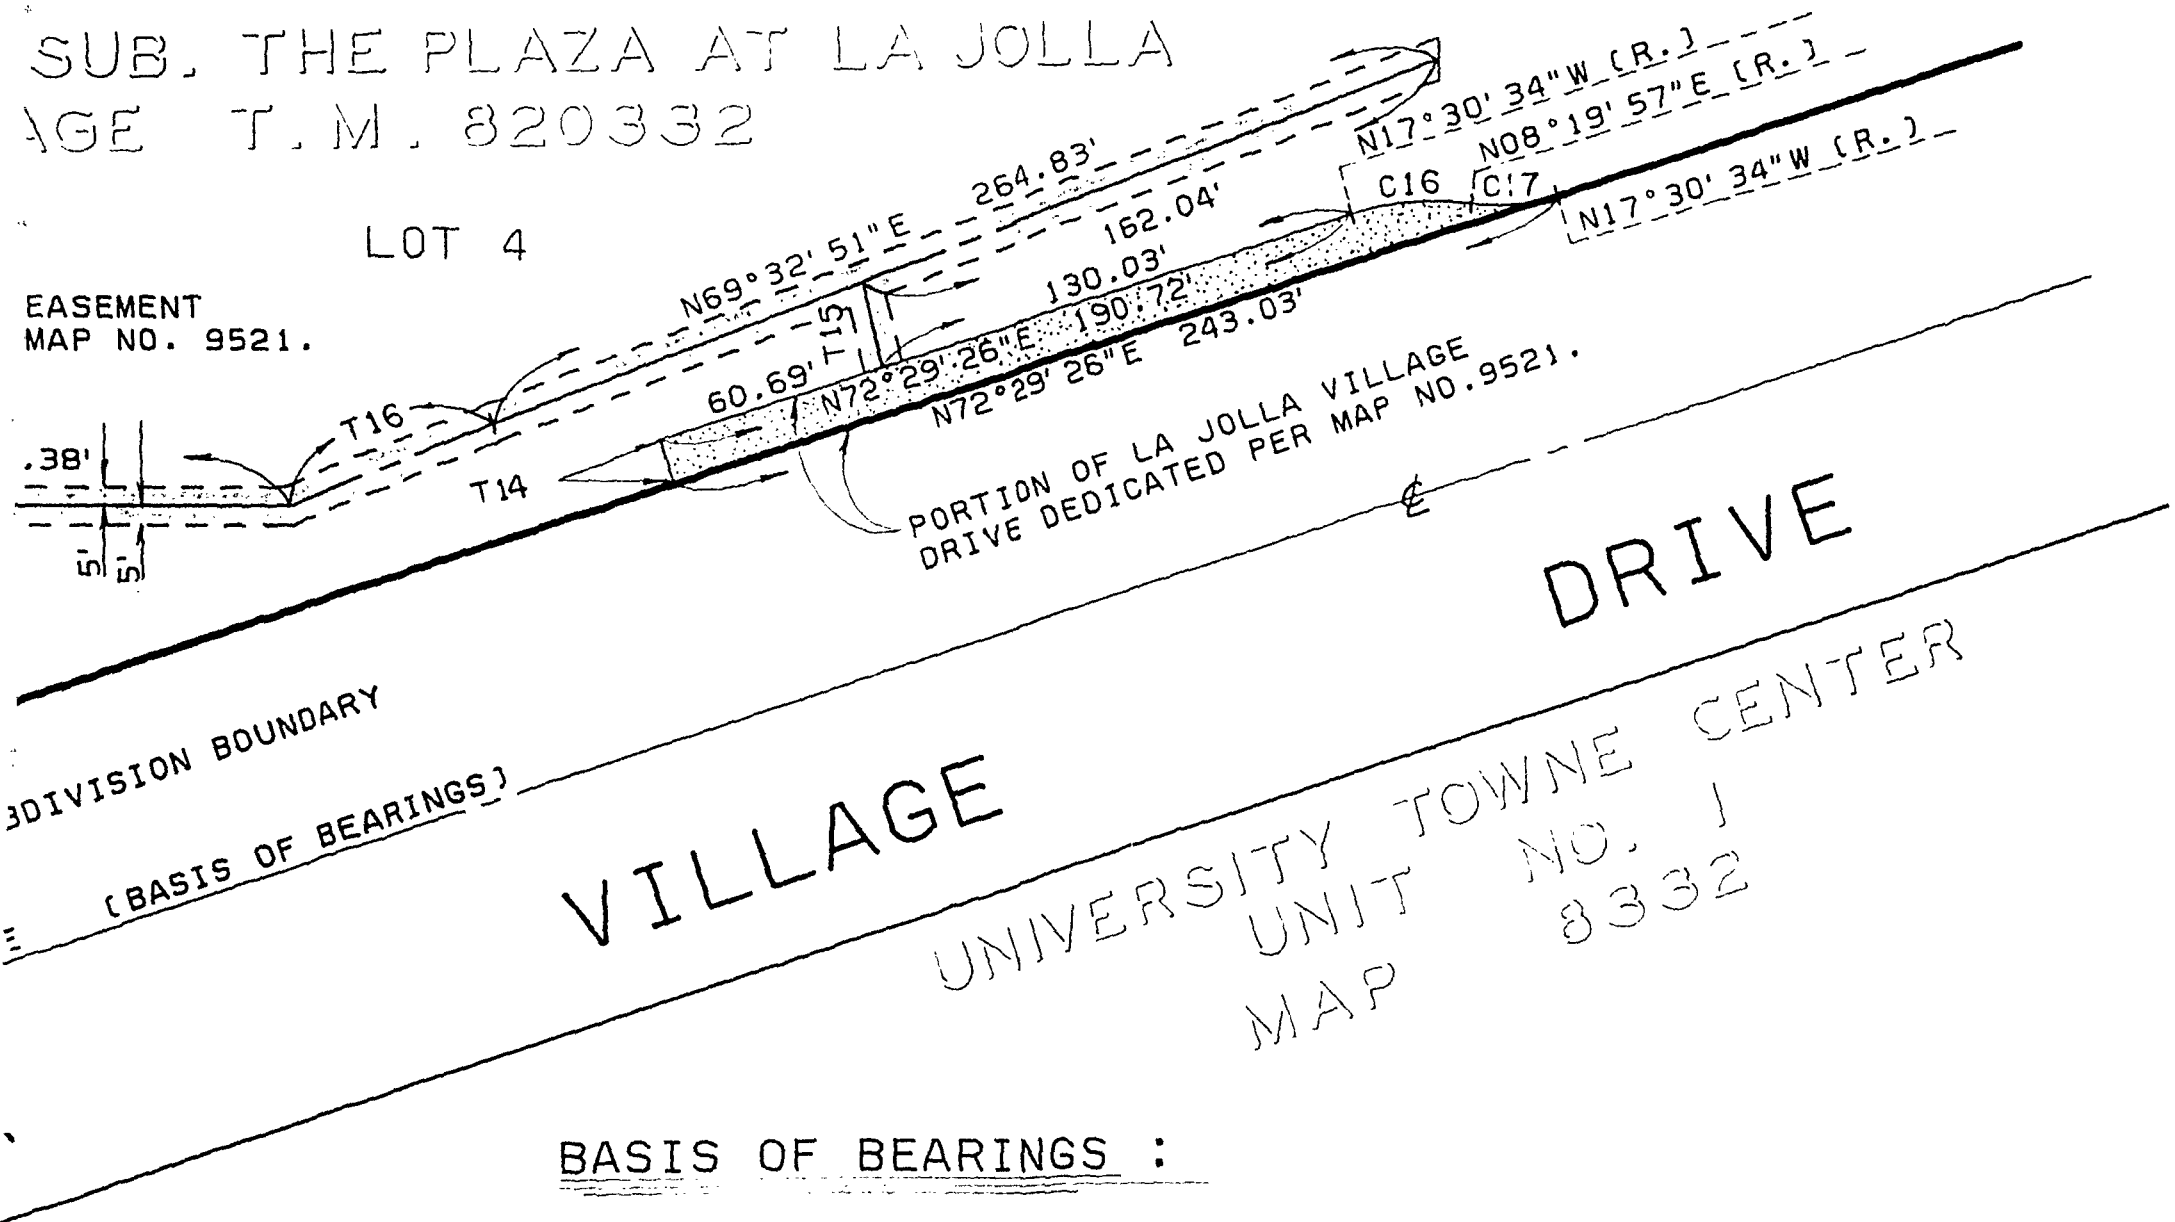 SUB. THE PLAZA AT LA JOLLA
AGE T.M. 820332
LOT 4
EASEMENT
MAP NO. 9521.
N69°32'51"E 264.83'
162.04'
N17°30'34"W (R.)
N08°19'57"E (R.)
N17°30'34"W (R.)
C16
C17
130.03'
T15
60.69'
N72°29'26"E 190.72'
N72°29'26"E 243.03'
T16
.38'
T14
5'
5'
PORTION OF LA JOLLA VILLAGE
DRIVE DEDICATED PER MAP NO.9521.
℄
DRIVE
VILLAGE
BDIVISION BOUNDARY
(BASIS OF BEARINGS)
E
UNIVERSITY TOWNE CENTER
UNIT NO. 1
MAP 8332
BASIS OF BEARINGS :